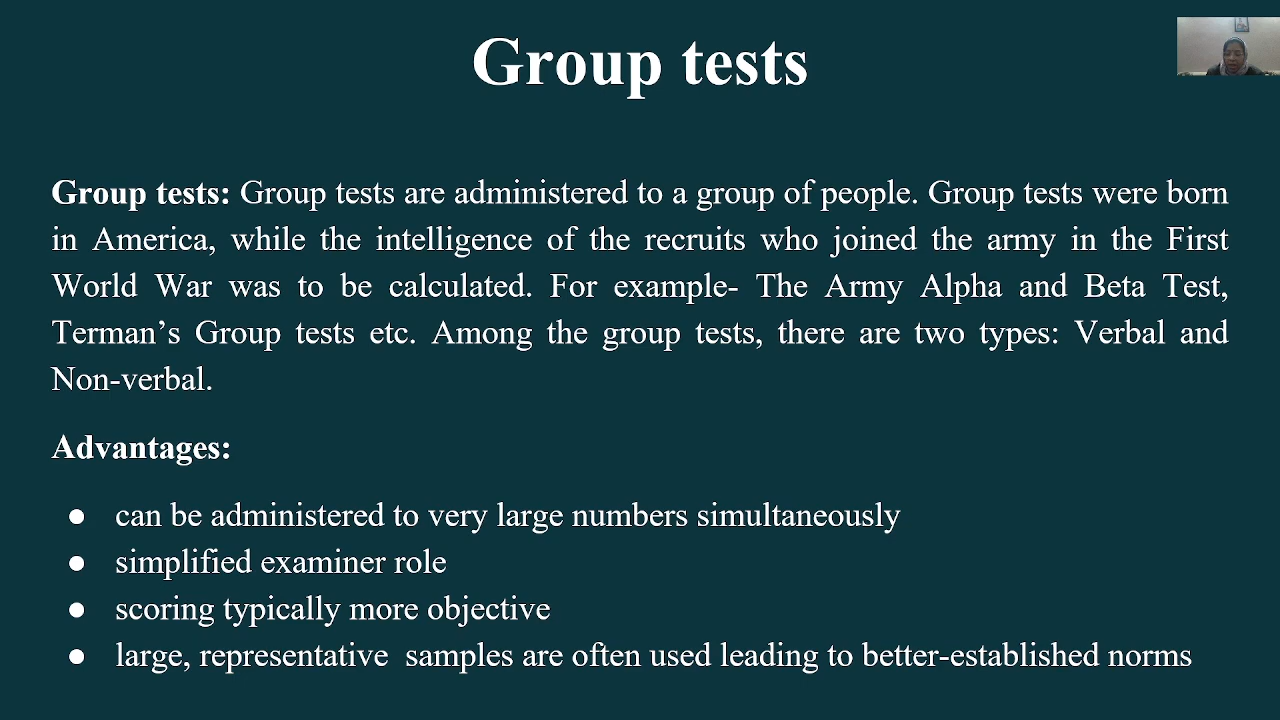 Group tests
Group tests: Group tests are administered to a group of people. Group tests were born
in America, while the intelligence of the recruits who joined the army in the First
World War was to be calculated. For example- The Army Alpha and Beta Test,
Terman’s Group tests etc. Among the group tests, there are two types: Verbal and
Non-verbal.
Advantages:
● can be administered to very large numbers simultaneously
● simplified examiner role
● scoring typically more objective
● large, representative samples are often used leading to better-established norms